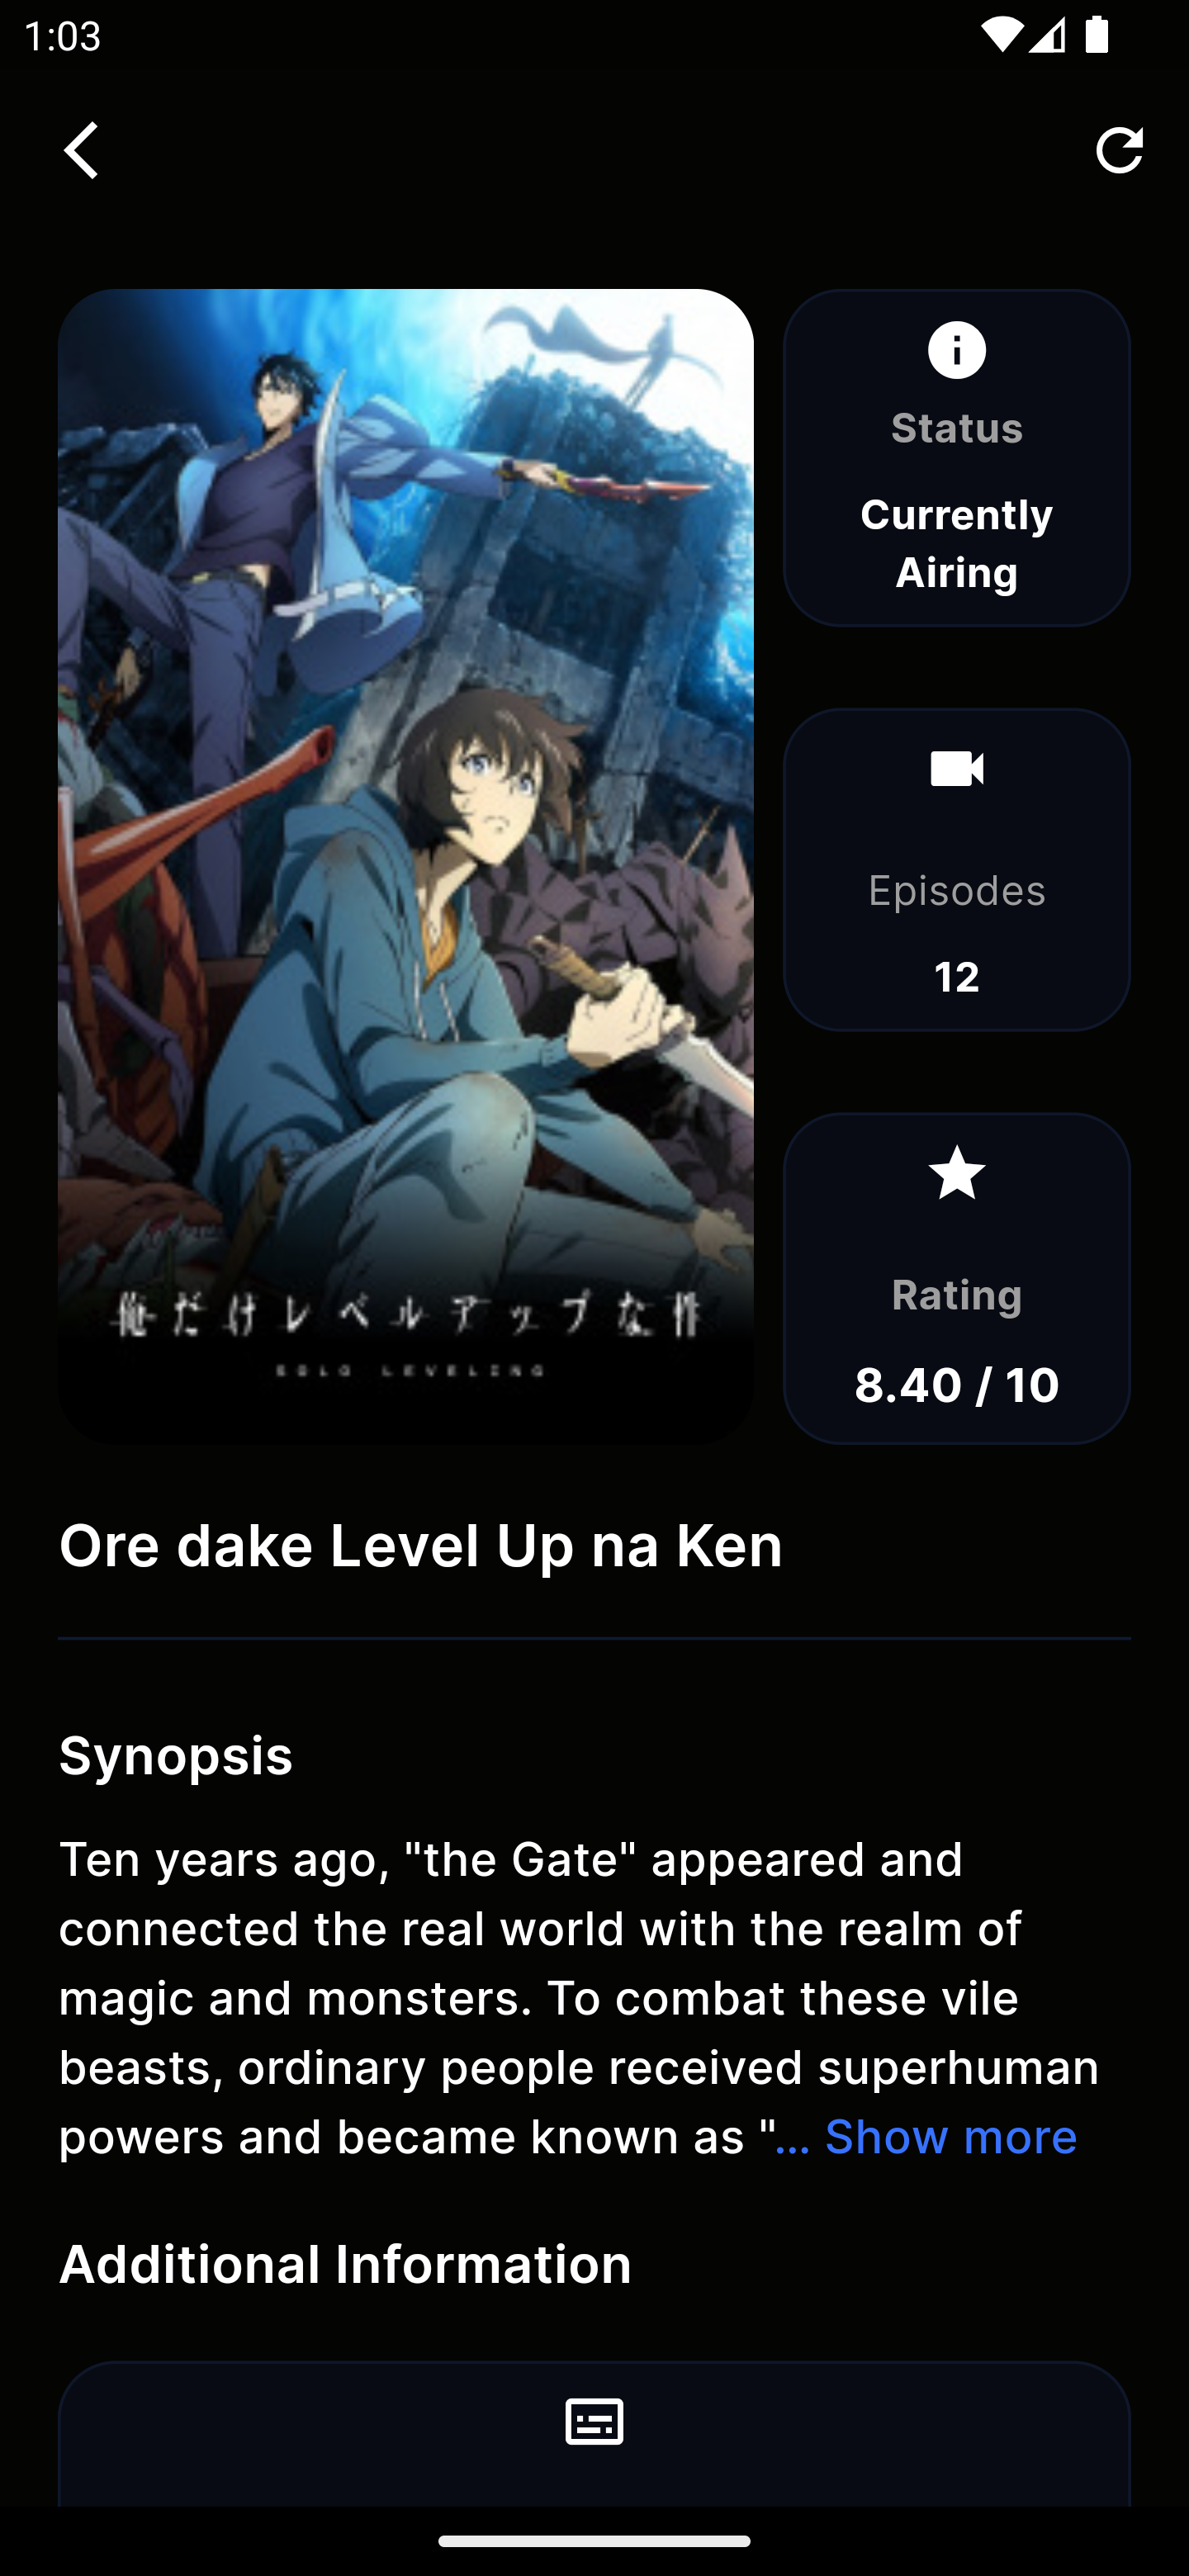 1:03
Status
Currently
Airing
Episodes
12
Rating
8.40 / 10
俺だけレベルアップな件
SOLO LEVELING
Ore dake Level Up na Ken
Synopsis
Ten years ago, "the Gate" appeared and
connected the real world with the realm of
magic and monsters. To combat these vile
beasts, ordinary people received superhuman
powers and became known as "... Show more
Additional Information